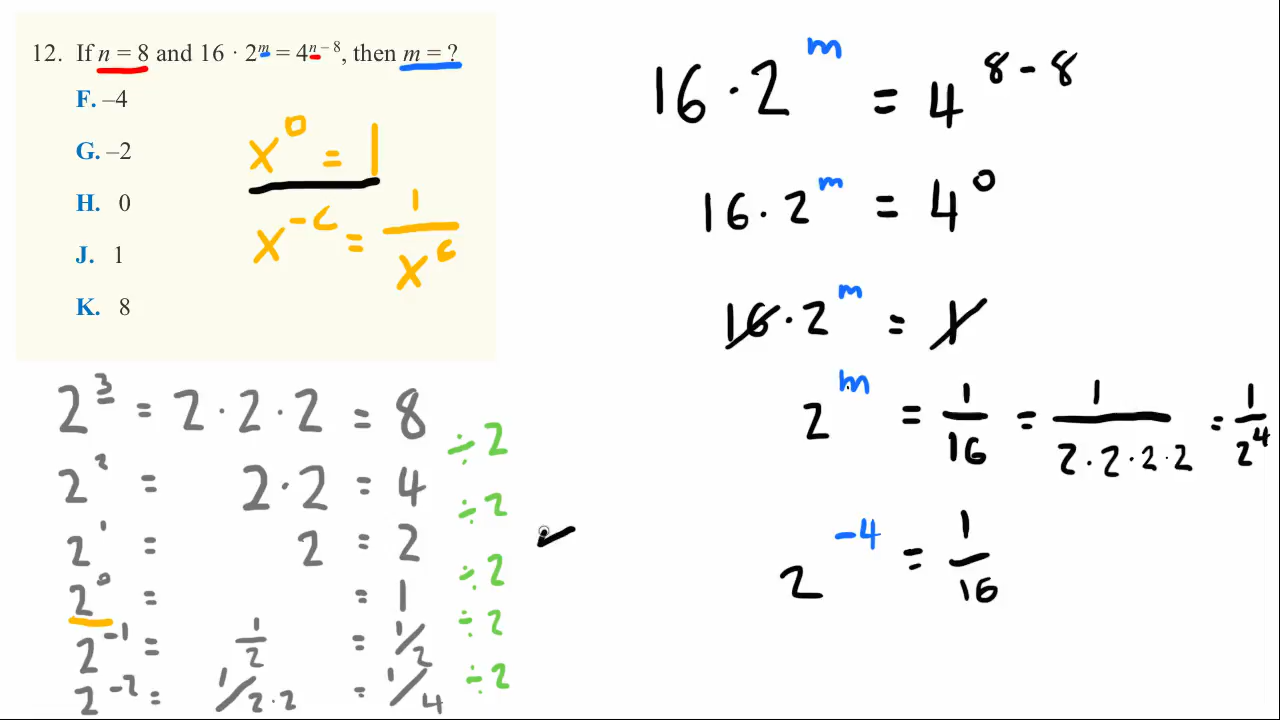 12. If n = 8 and 16 · 2^m = 4^(n – 8), then m = ?
F. –4
G. –2
H. 0
J. 1
K. 8
x^0 = 1
x^-c = 1/x^c
2^3 = 2 · 2 · 2 = 8
÷2
2^2 = 2 · 2 = 4
÷2
2^1 = 2 = 2
÷2
2^0 = = 1
÷2
2^-1 = 1/2 = 1/2
÷2
2^-2 = 1/2·2 = 1/4
16 · 2^m = 4^(8 - 8)
16 · 2^m = 4^0
16 · 2^m = 1
2^m = 1/16 = 1/(2 · 2 · 2 · 2) = 1/2^4
2^-4 = 1/16